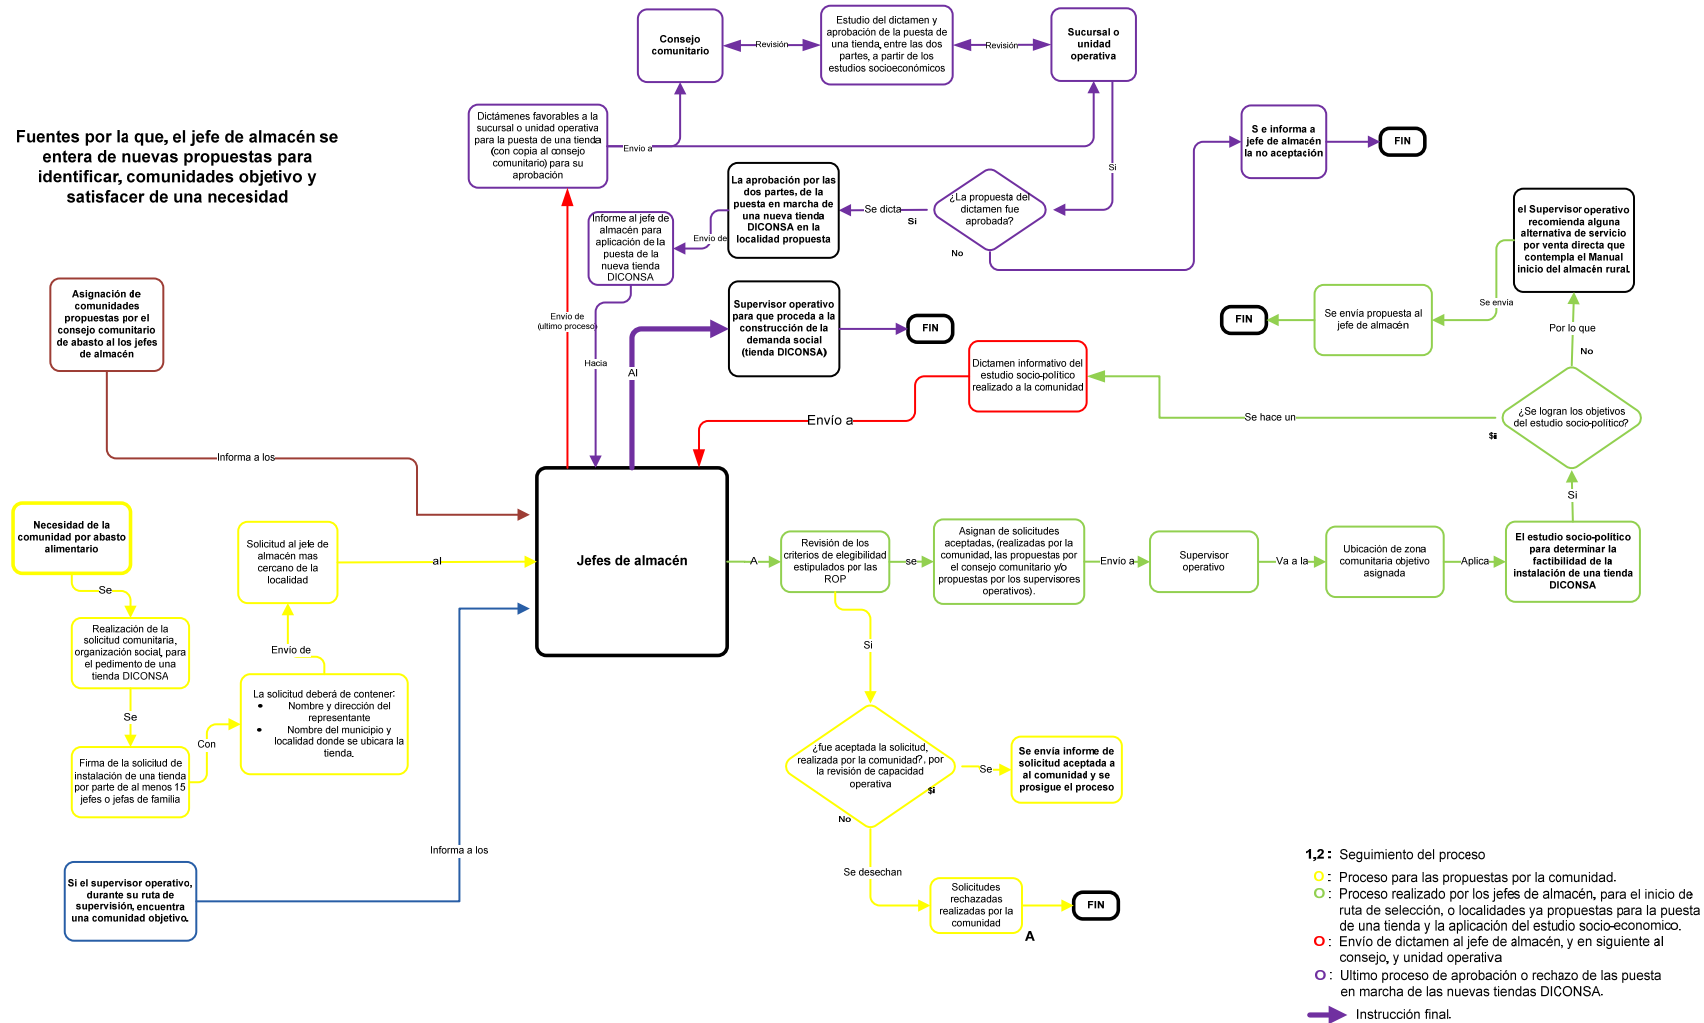 Fuentes por la que, el jefe de almacén se
entera de nuevas propuestas para
identificar, comunidades objetivo y
satisfacer de una necesidad
Consejo
comunitario
Revisión
Estudio del dictamen y
aprobación de la puesta de
una tienda, entre las dos
partes, a partir de los
estudios socioeconómicos
Revisión
Sucursal o
unidad
operativa
Dictámenes favorables a la
sucursal o unidad operativa
para la puesta de una tienda
(con copia al consejo
comunitario) para su
aprobación
Envío a
Si
S e informa a
jefe de almacén
la no aceptación
FIN
La aprobación por las
dos partes, de la
puesta en marcha de
una nueva tienda
DICONSA en la
localidad propuesta
Se dicta
Si
¿La propuesta del
dictamen fue
aprobada?
No
Envio de
Informe al jefe de
almacén para
aplicación de la
puesta de la
nueva tienda
DICONSA
el Supervisor operativo
recomienda alguna
alternativa de servicio
por venta directa que
contempla el Manual
inicio del almacén rural.
Se envia
Se envía propuesta al
jefe de almacén
FIN
Por lo que
No
Asignación de
comunidades
propuestas por el
consejo comunitario
de abasto al los jefes
de almacén
Envio de
(ultimo proceso)
Hacia
Al
Supervisor operativo
para que proceda a la
construcción de la
demanda social
(tienda DICONSA)
FIN
Dictamen informativo del
estudio socio-político
realizado a la comunidad
Envío a
Se hace un
¿Se logran los objetivos
del estudio socio-político?
Si
Informa a los
Necesidad de la
comunidad por abasto
alimentario
Se
Realización de la
solicitud comunitaria,
organización social, para
el pedimento de una
tienda DICONSA
Se
Firma de la solicitud de
instalación de una tienda
por parte de al menos 15
jefes o jefas de familia
Con
La solicitud deberá de contener:
• Nombre y dirección del
representante
• Nombre del municipio y
localidad donde se ubicara la
tienda.
Envío de
Solicitud al jefe de
almacén mas
cercano de la
localidad
al
Jefes de almacén
A
Revisión de los
criterios de elegibilidad
estipulados por las
ROP
se
Asignan de solicitudes
aceptadas, (realizadas por la
comunidad, las propuestas por
el consejo comunitario y/o
propuestas por los supervisores
operativos).
Envío a
Supervisor
operativo
Va a la
Ubicación de zona
comunitaria objetivo
asignada
Aplica
El estudio socio-político
para determinar la
factibilidad de la
instalación de una tienda
DICONSA
Si
Si
¿fue aceptada la solicitud,
realizada por la comunidad?, por
la revisión de capacidad
operativa
Si
Se
Se envía informe de
solicitud aceptada a
al comunidad y se
prosigue el proceso
No
Se desechan
Solicitudes
rechazadas
realizadas por la
comunidad
A
FIN
Informa a los
Si el supervisor operativo,
durante su ruta de
supervisión, encuentra
una comunidad objetivo.
1,2 : Seguimiento del proceso
O : Proceso para las propuestas por la comunidad.
O : Proceso realizado por los jefes de almacén, para el inicio de
ruta de selección, o localidades ya propuestas para la puesta
de una tienda y la aplicación del estudio socio-economico.
O : Envío de dictamen al jefe de almacén, y en siguiente al
consejo, y unidad operativa
O : Ultimo proceso de aprobación o rechazo de las puesta
en marcha de las nuevas tiendas DICONSA.
Instrucción final.